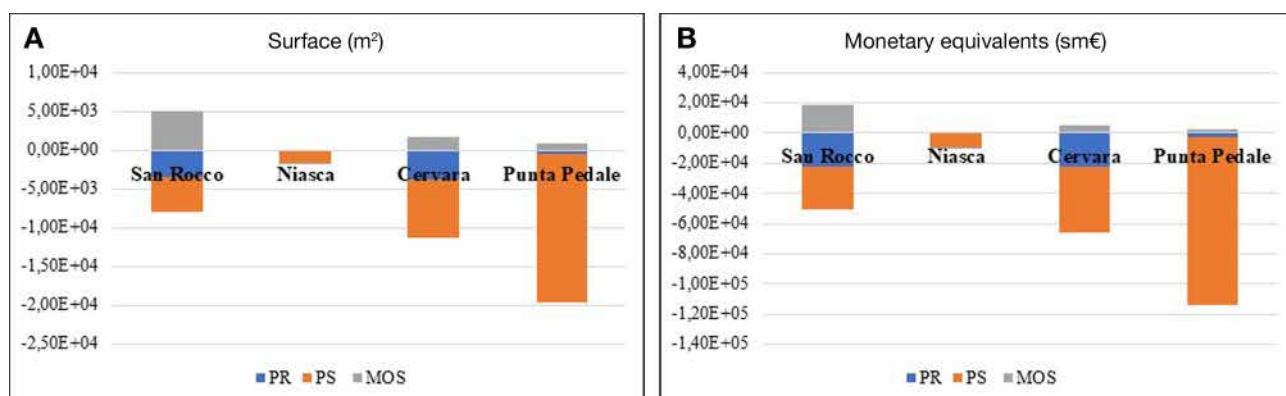 A
Surface (m²)
1,00E+04
5,00E+03
0,00E+00
-5,00E+03
-1,00E+04
-1,50E+04
-2,00E+04
-2,50E+04
San Rocco
Niasca
Cervara
Punta Pedale
PR PS MOS
B
Monetary equivalents (sm€)
4,00E+04
2,00E+04
0,00E+00
-2,00E+04
-4,00E+04
-6,00E+04
-8,00E+04
-1,00E+05
-1,20E+05
-1,40E+05
San Rocco
Niasca
Cervara
Punta Pedale
PR PS MOS